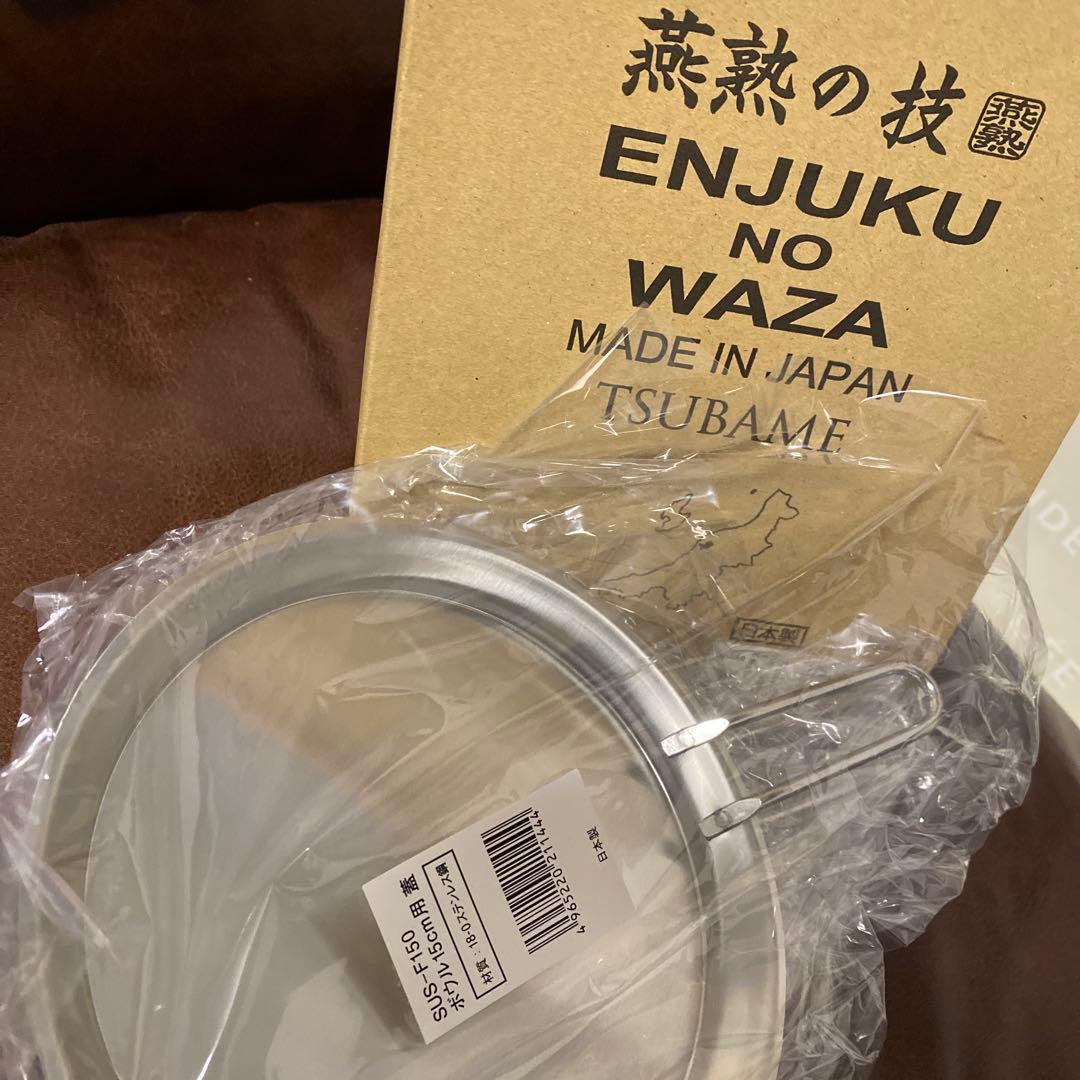 燕熟の技 燕熟
ENJUKU
NO
WAZA
MADE IN JAPAN
TSUBAME
日本製
SUS-F150
ボウル15cm用 蓋
材質：18-0ステンレス鋼
4965220211444
日本製